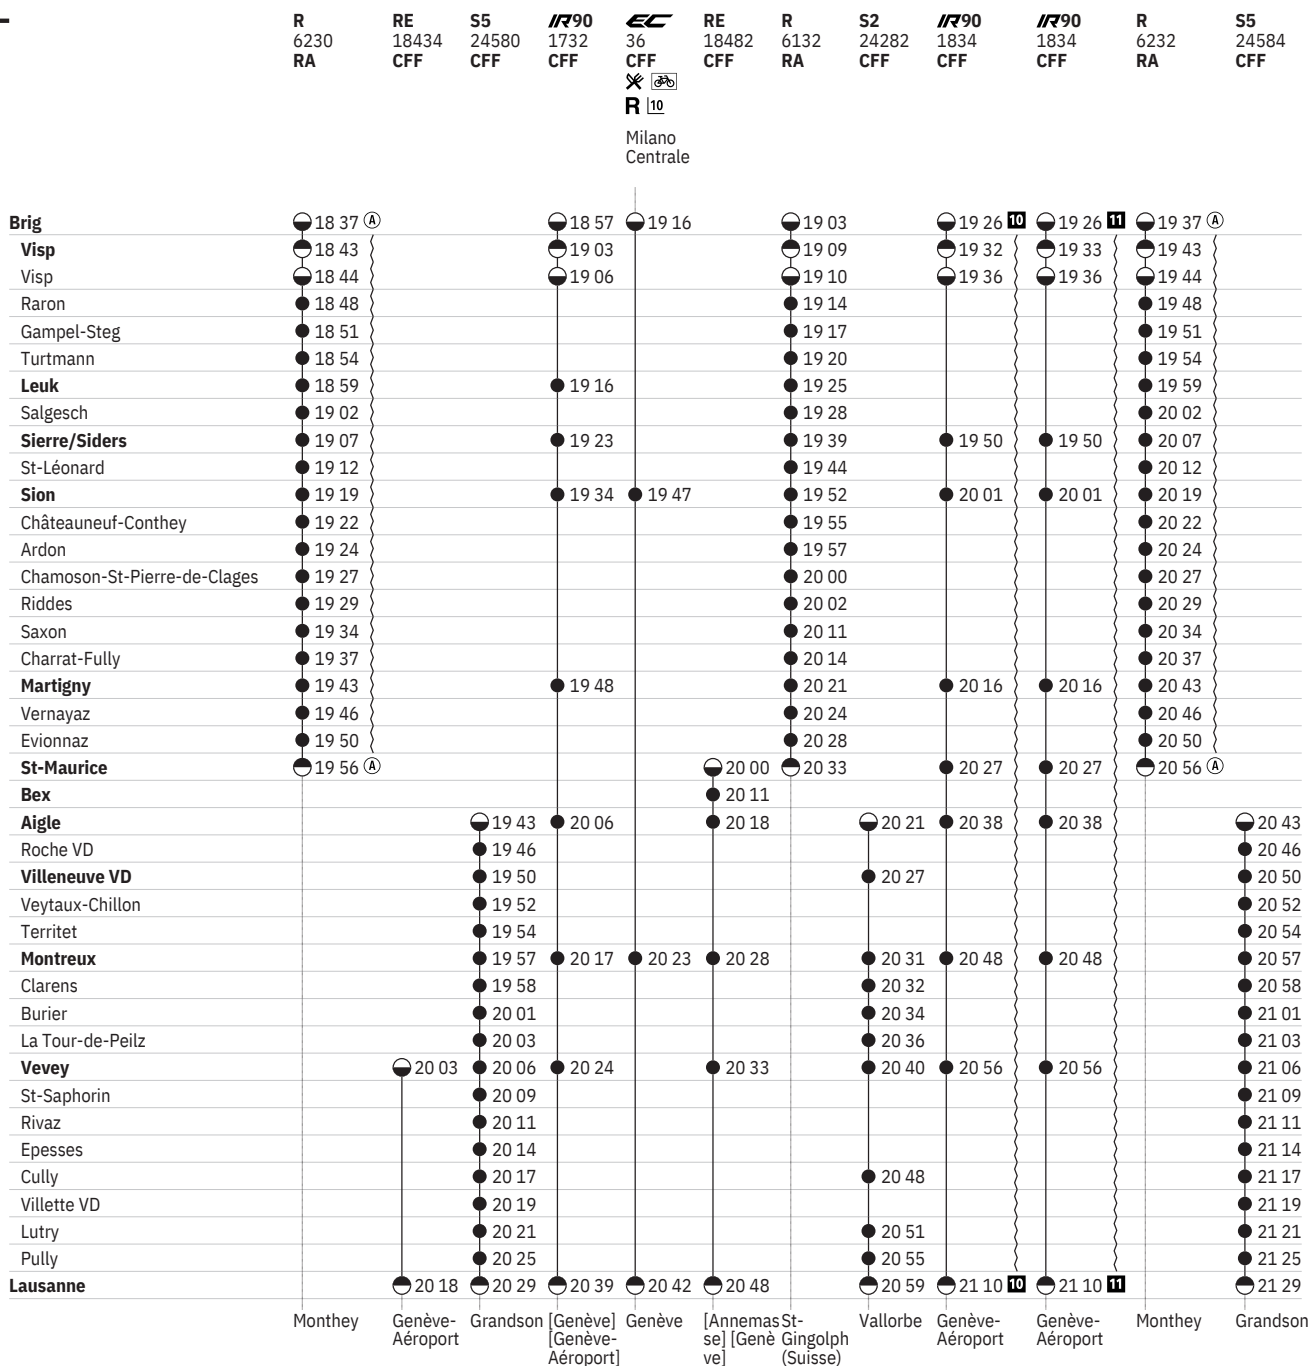 R RE S5 IR90 EC RE R S2 IR90 IR90 R S5
6230 18434 24580 1732 36 18482 6132 24282 1834 1834 6232 24584
RA CFF CFF CFF CFF CFF RA CFF CFF CFF RA CFF
R 10
Milano
Centrale
Brig 18 37 A 18 57 19 16 19 03 19 26 10 19 26 11 19 37 A
Visp 18 43 19 03 19 09 19 32 19 33 19 43
Visp 18 44 19 06 19 10 19 36 19 36 19 44
Raron 18 48 19 14 19 48
Gampel-Steg 18 51 19 17 19 51
Turtmann 18 54 19 20 19 54
Leuk 18 59 19 16 19 25 19 59
Salgesch 19 02 19 28 20 02
Sierre/Siders 19 07 19 23 19 39 19 50 19 50 20 07
St-Léonard 19 12 19 44 20 12
Sion 19 19 19 34 19 47 19 52 20 01 20 01 20 19
Châteauneuf-Conthey 19 22 19 55 20 22
Ardon 19 24 19 57 20 24
Chamoson-St-Pierre-de-Clages 19 27 20 00 20 27
Riddes 19 29 20 02 20 29
Saxon 19 34 20 11 20 34
Charrat-Fully 19 37 20 14 20 37
Martigny 19 43 19 48 20 21 20 16 20 16 20 43
Vernayaz 19 46 20 24 20 46
Evionnaz 19 50 20 28 20 50
St-Maurice 19 56 A 20 00 20 33 20 27 20 27 20 56 A
Bex 20 11
Aigle 19 43 20 06 20 18 20 21 20 38 20 38 20 43
Roche VD 19 46 20 46
Villeneuve VD 19 50 20 27 20 50
Veytaux-Chillon 19 52 20 52
Territet 19 54 20 54
Montreux 19 57 20 17 20 23 20 28 20 31 20 48 20 48 20 57
Clarens 19 58 20 32 20 58
Burier 20 01 20 34 21 01
La Tour-de-Peilz 20 03 20 36 21 03
Vevey 20 03 20 06 20 24 20 33 20 40 20 56 20 56 21 06
St-Saphorin 20 09 21 09
Rivaz 20 11 21 11
Epesses 20 14 21 14
Cully 20 17 20 48 21 17
Villette VD 20 19 21 19
Lutry 20 21 20 51 21 21
Pully 20 25 20 55 21 25
Lausanne 20 18 20 29 20 39 20 42 20 48 20 59 21 10 10 21 10 11 21 29
Monthey Genève- Grandson [Genève] Genève [Annemas St- Vallorbe Genève- Genève- Monthey Grandson
Aéroport [Genève- se] [Genè Gingolph Aéroport Aéroport
Aéroport] ve] (Suisse)